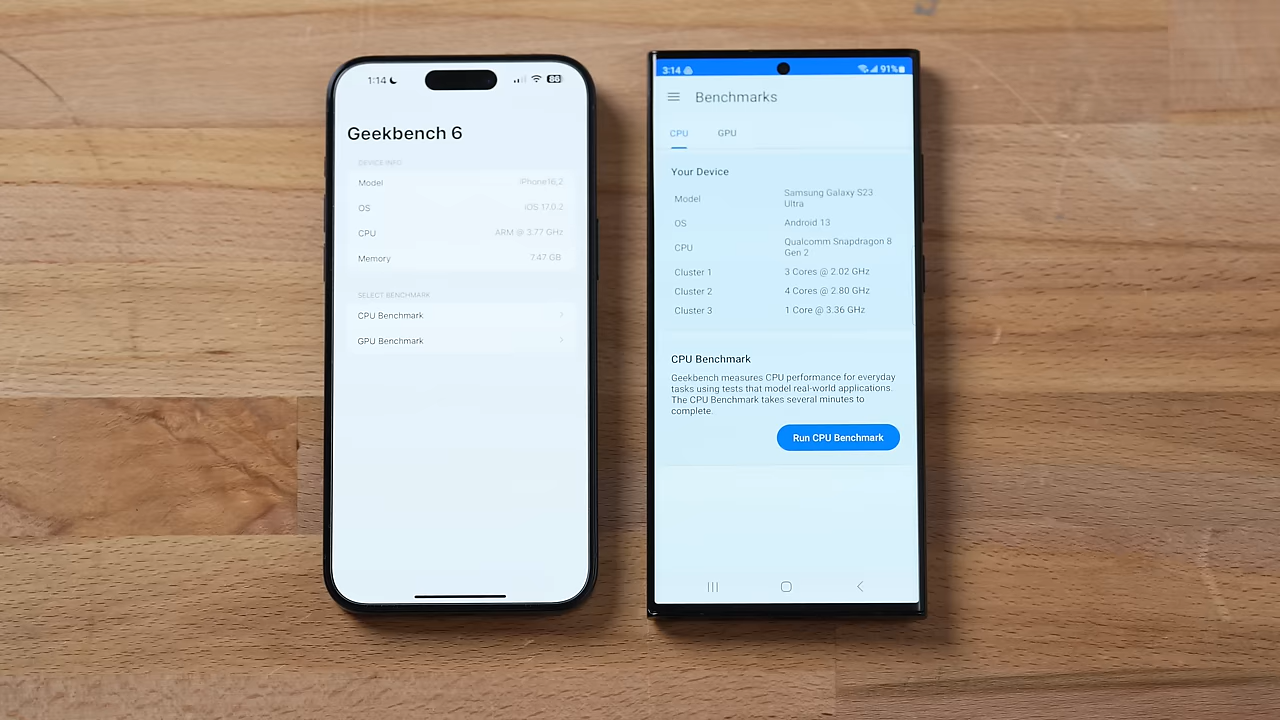 1:14
86
Geekbench 6
DEVICE INFO
Model iPhone16,2
OS iOS 17.0.2
CPU ARM @ 3.77 GHz
Memory 7.47 GB
SELECT BENCHMARK
CPU Benchmark
GPU Benchmark
3:14 91%
Benchmarks
CPU GPU
Your Device
Model Samsung Galaxy S23
Ultra
OS Android 13
CPU Qualcomm Snapdragon 8
Gen 2
Cluster 1 3 Cores @ 2.02 GHz
Cluster 2 4 Cores @ 2.80 GHz
Cluster 3 1 Core @ 3.36 GHz
CPU Benchmark
Geekbench measures CPU performance for everyday
tasks using tests that model real-world applications.
The CPU Benchmark takes several minutes to
complete.
Run CPU Benchmark